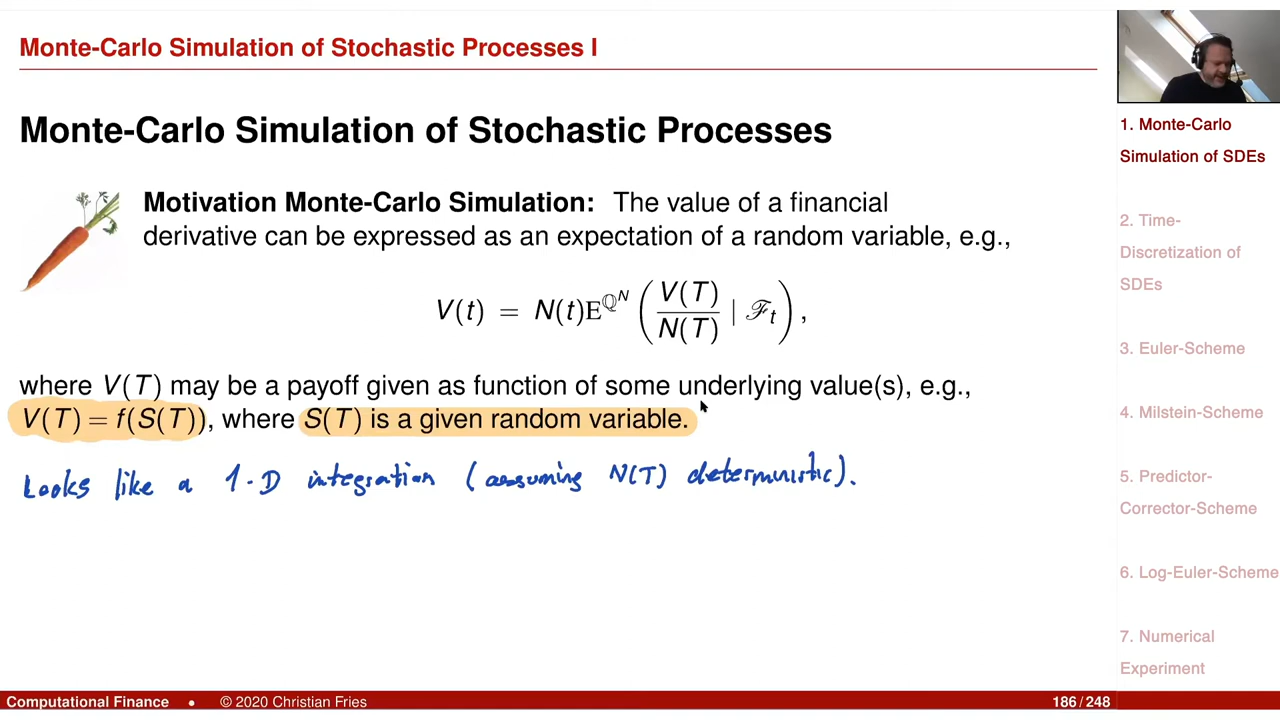 Monte-Carlo Simulation of Stochastic Processes I
Monte-Carlo Simulation of Stochastic Processes
Motivation Monte-Carlo Simulation: The value of a financial
derivative can be expressed as an expectation of a random variable, e.g.,
V(t) = N(t)E^{ℚ^N} ( V(T) / N(T) | ℱ_t ) ,
where V(T) may be a payoff given as function of some underlying value(s), e.g.,
V(T) = f(S(T)), where S(T) is a given random variable.
Looks like a 1-D integration (assuming N(T) deterministic).
1. Monte-Carlo
Simulation of SDEs
2. Time-
Discretization of
SDEs
3. Euler-Scheme
4. Milstein-Scheme
5. Predictor-
Corrector-Scheme
6. Log-Euler-Scheme
7. Numerical
Experiment
Computational Finance • © 2020 Christian Fries 186 / 248